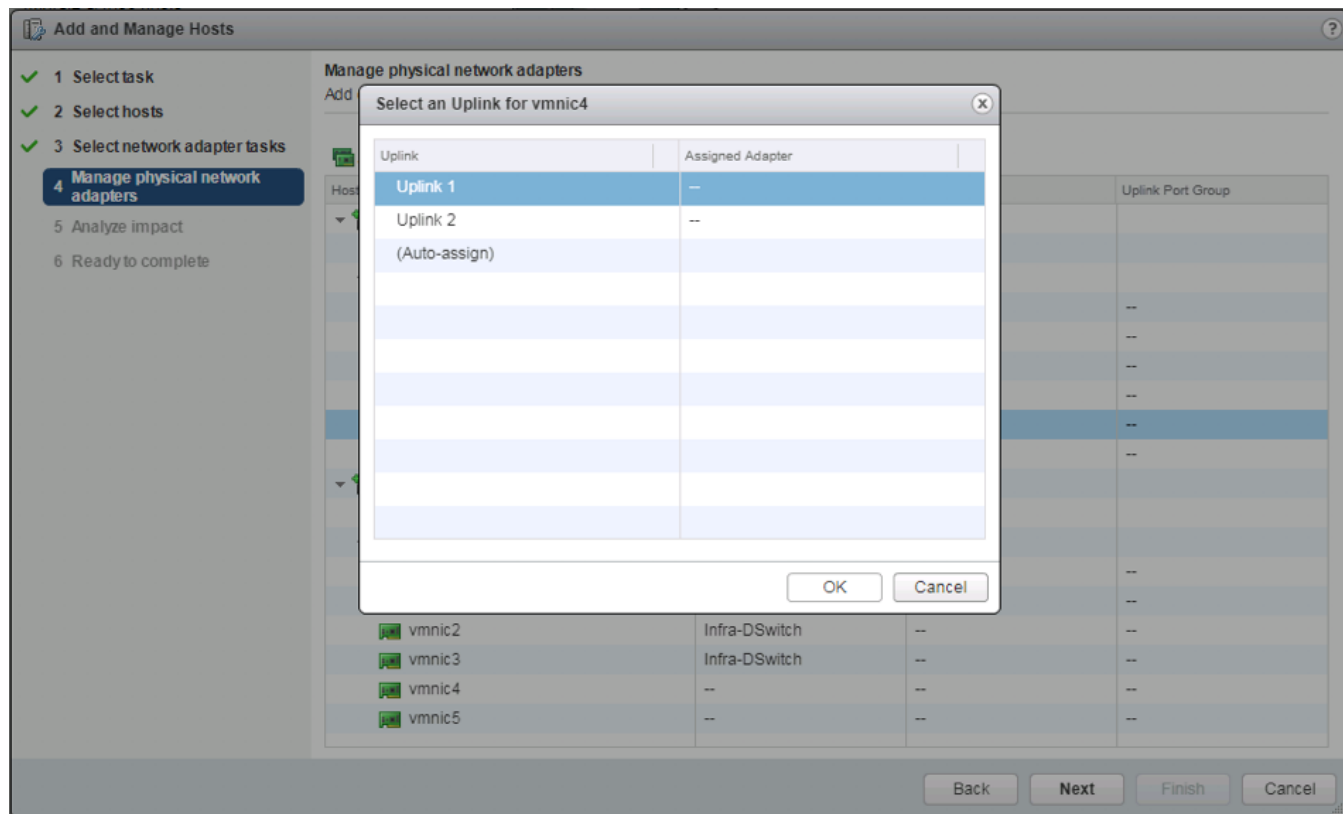 Add and Manage Hosts
?
1 Select task
2 Select hosts
3 Select network adapter tasks
4 Manage physical network
adapters
5 Analyze impact
6 Ready to complete
Manage physical network adapters
Add
Select an Uplink for vmnic4
x
Uplink Assigned Adapter
Uplink 1 --
Uplink 2 --
(Auto-assign)
OK Cancel
Host Uplink Port Group
--
--
--
--
--
--
--
--
vmnic2 Infra-DSwitch -- --
vmnic3 Infra-DSwitch -- --
vmnic4 -- -- --
vmnic5 -- -- --
Back Next Finish Cancel